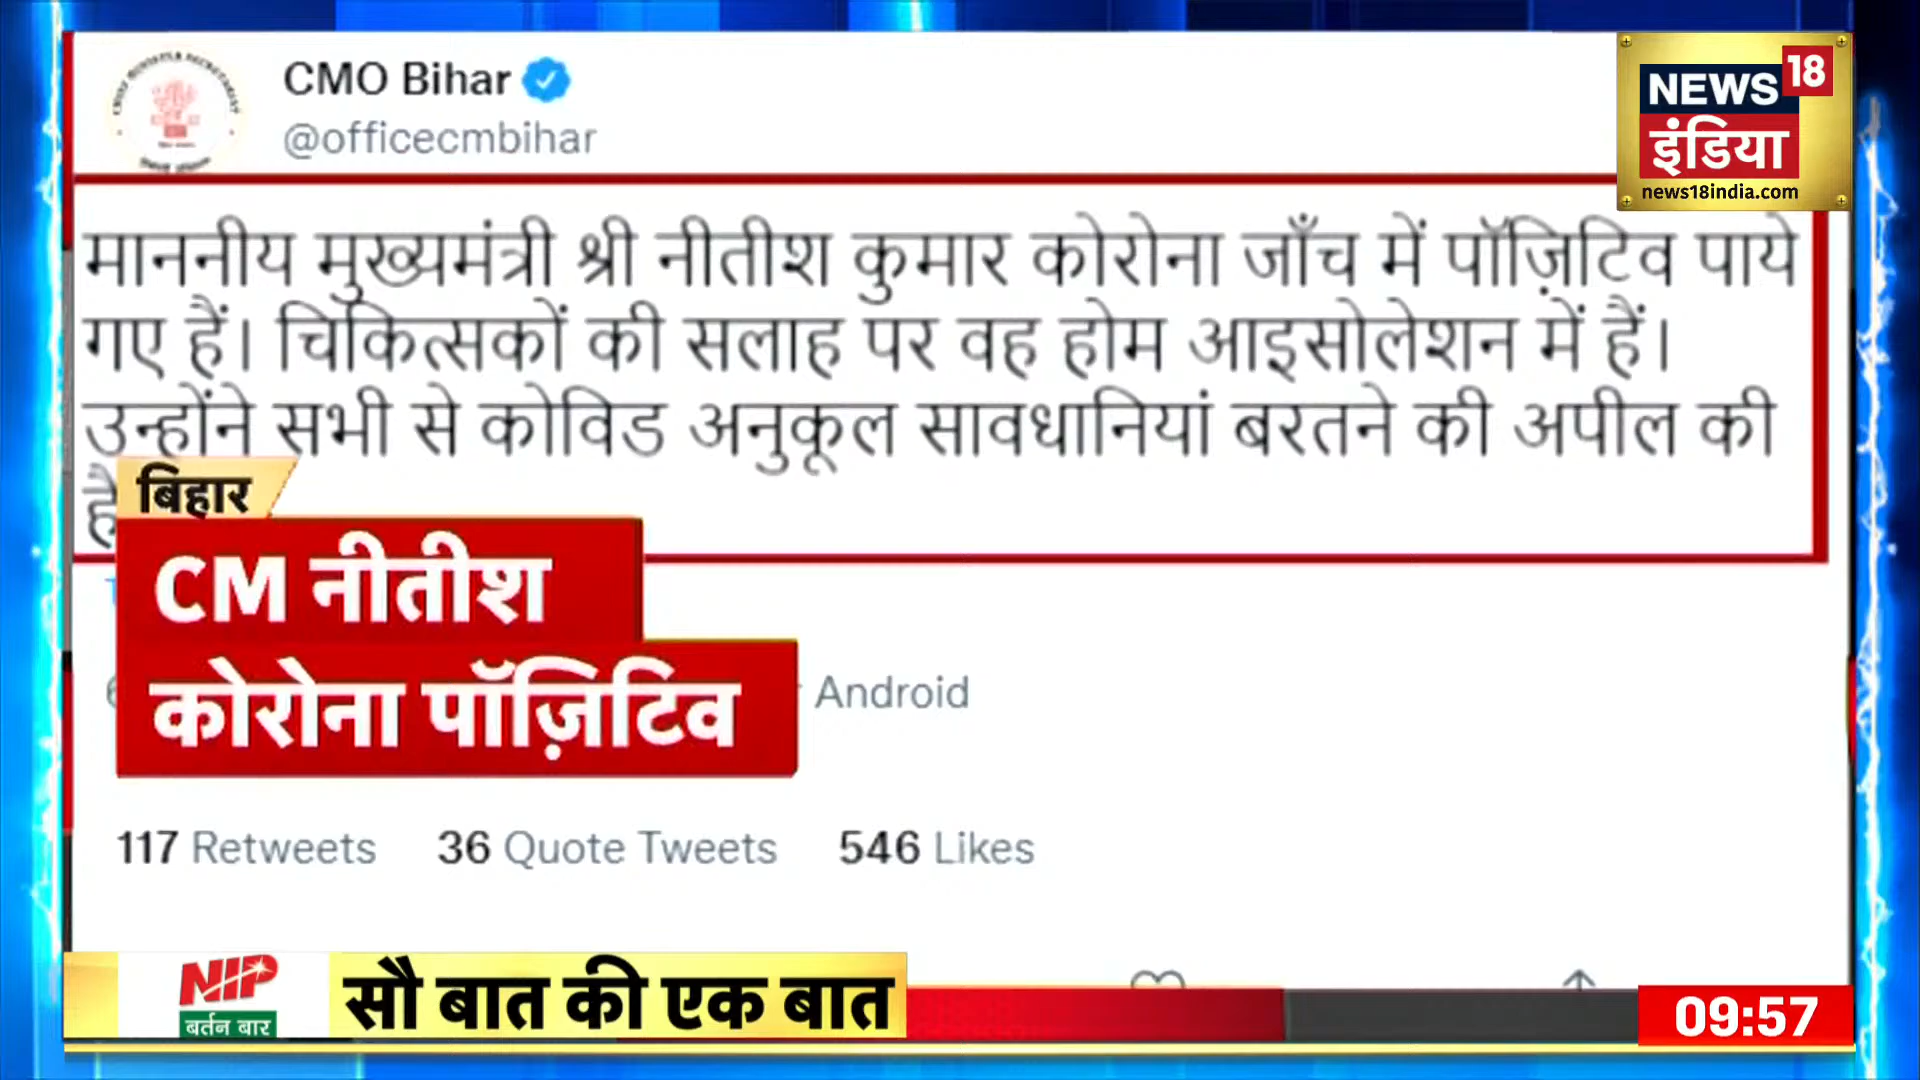 CMO Bihar
@officecmbihar
NEWS 18
इंडिया
news18india.com
माननीय मुख्यमंत्री श्री नीतीश कुमार कोरोना जाँच में पॉज़िटिव पाये
गए हैं। चिकित्सकों की सलाह पर वह होम आइसोलेशन में हैं।
उन्होंने सभी से कोविड अनुकूल सावधानियां बरतने की अपील की
बिहार
CM नीतीश
कोरोना पॉज़िटिव
Android
117 Retweets 36 Quote Tweets 546 Likes
NIP
बर्तन बार
सौ बात की एक बात
09:57